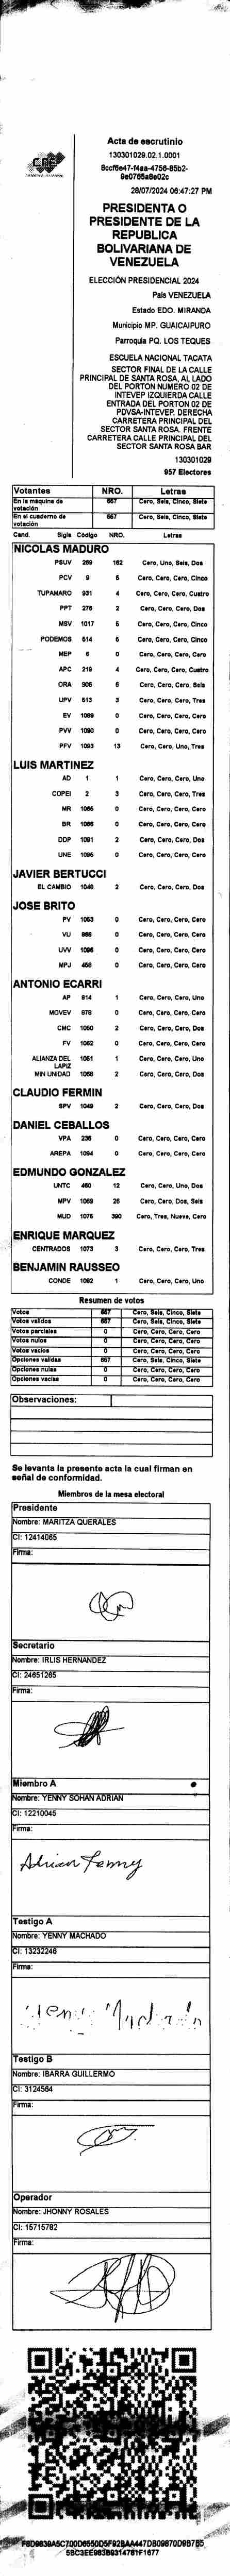 CNE
Acta de escrutinio
130301029.02.1.0001
28/07/2024 06:47:27 PM
PRESIDENTA O
PRESIDENTE DE LA
REPUBLICA
BOLIVARIANA DE
VENEZUELA
ELECCIÓN PRESIDENCIAL 2024
País VENEZUELA
Estado EDO. MIRANDA
Municipio MP. GUAICAIPURO
Parroquia PQ. LOS TEQUES
ESCUELA NACIONAL TACATA
SECTOR FINAL DE LA CALLE
PRINCIPAL DE SANTA ROSA, AL LADO
DEL PORTON NUMERO 02 DE
INTEVEP IZQUIERDA CALLE
ENTRADA DEL PORTON 02 DE
PDVSA-INTEVEP. DERECHA
CARRETERA PRINCIPAL DEL
SECTOR SANTA ROSA. FRENTE
CARRETERA CALLE PRINCIPAL DEL
SECTOR SANTA ROSA BAR
130301029
957 Electores
Votantes NRO. Letras
En la máquina de votación 657 Cero, Seis, Cinco, Siete
En el cuaderno de votación 657 Cero, Seis, Cinco, Siete
Cand. Sigla Código NRO. Letras
NICOLAS MADURO
PSUV 269 162 Cero, Uno, Seis, Dos
PCV 9 5 Cero, Cero, Cero, Cinco
TUPAMARO 931 4 Cero, Cero, Cero, Cuatro
PPT 276 2 Cero, Cero, Cero, Dos
MSV 1017 5 Cero, Cero, Cero, Cinco
PODEMOS 514 5 Cero, Cero, Cero, Cinco
MEP 6 0 Cero, Cero, Cero, Cero
APC 219 4 Cero, Cero, Cero, Cuatro
ORA 906 6 Cero, Cero, Cero, Seis
UPV 513 3 Cero, Cero, Cero, Tres
EV 1089 0 Cero, Cero, Cero, Cero
PVV 1090 0 Cero, Cero, Cero, Cero
PFV 1093 13 Cero, Cero, Uno, Tres
LUIS MARTINEZ
AD 1 1 Cero, Cero, Cero, Uno
COPEI 2 3 Cero, Cero, Cero, Tres
MR 1065 0 Cero, Cero, Cero, Cero
BR 1066 0 Cero, Cero, Cero, Cero
DDP 1091 2 Cero, Cero, Cero, Dos
UNE 1095 0 Cero, Cero, Cero, Cero
JAVIER BERTUCCI
EL CAMBIO 1048 2 Cero, Cero, Cero, Dos
JOSE BRITO
PV 1053 0 Cero, Cero, Cero, Cero
VU 868 0 Cero, Cero, Cero, Cero
UVV 1096 0 Cero, Cero, Cero, Cero
MPJ 458 0 Cero, Cero, Cero, Cero
ANTONIO ECARRI
AP 814 1 Cero, Cero, Cero, Uno
MOVEV 979 0 Cero, Cero, Cero, Cero
CMC 1050 2 Cero, Cero, Cero, Dos
FV 1052 0 Cero, Cero, Cero, Cero
ALIANZA DEL LAPIZ 1051 1 Cero, Cero, Cero, Uno
MIN UNIDAD 1058 2 Cero, Cero, Cero, Dos
CLAUDIO FERMIN
SPV 1049 2 Cero, Cero, Cero, Dos
DANIEL CEBALLOS
VPA 236 0 Cero, Cero, Cero, Cero
AREPA 1094 0 Cero, Cero, Cero, Cero
EDMUNDO GONZALEZ
UNTC 460 12 Cero, Cero, Uno, Dos
MPV 1069 26 Cero, Cero, Dos, Seis
MUD 1075 390 Cero, Tres, Nueve, Cero
ENRIQUE MARQUEZ
CENTRADOS 1073 3 Cero, Cero, Cero, Tres
BENJAMIN RAUSSEO
CONDE 1092 1 Cero, Cero, Cero, Uno
Resumen de votos
Votos 657 Cero, Seis, Cinco, Siete
Votos validos 657 Cero, Seis, Cinco, Siete
Votos parciales 0 Cero, Cero, Cero, Cero
Votos nulos 0 Cero, Cero, Cero, Cero
Votos vacios 0 Cero, Cero, Cero, Cero
Opciones validas 657 Cero, Seis, Cinco, Siete
Opciones nulas 0 Cero, Cero, Cero, Cero
Opciones vacias 0 Cero, Cero, Cero, Cero
Observaciones:
Se levanta la presente acta la cual firman en
señal de conformidad.
Miembros de la mesa electoral
Presidente
Nombre: MARITZA QUERALES
CI: 12414065
Firma:
Secretario
Nombre: IRLIS HERNANDEZ
CI: 24651265
Firma:
Miembro A
Nombre: YENNY SOHAN ADRIAN
CI: 12210045
Firma:
Adrian Yenny
Testigo A
Nombre: YENNY MACHADO
CI: 13232246
Firma:
Yenny Machado
Testigo B
Nombre: IBARRA GUILLERMO
CI: 3124564
Firma:
Operador
Nombre: JHONNY ROSALES
CI: 15715782
Firma: